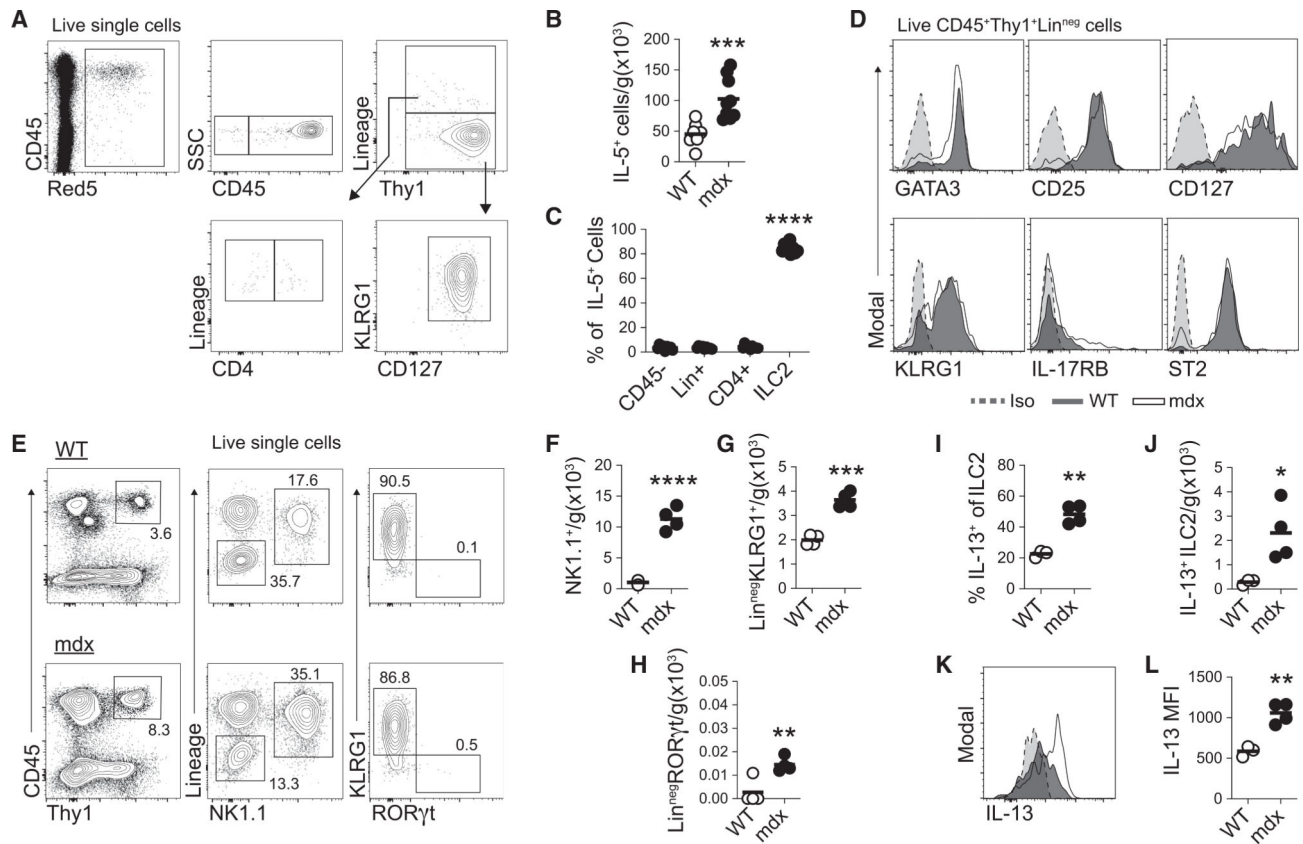 A
Live single cells
CD45
Red5
SSC
CD45
Lineage
Thy1
Lineage
CD4
KLRG1
CD127
B
IL-5⁺ cells/g(x10³)
200
150
100
50
0
***
WT
mdx
C
% of IL-5⁺ Cells
100
80
60
40
20
0
****
CD45-
Lin+
CD4+
ILC2
D
Live CD45⁺Thy1⁺Linⁿᵉᵍ cells
Modal
GATA3
CD25
CD127
KLRG1
IL-17RB
ST2
Iso
WT
mdx
E
WT
Live single cells
3.6
17.6
35.7
90.5
0.1
mdx
8.3
35.1
13.3
86.8
0.5
CD45
Thy1
Lineage
NK1.1
KLRG1
RORγt
F
NK1.1⁺/g(x10³)
20
15
10
5
0
****
WT
mdx
G
LinⁿᵉᵍKLRG1⁺/g(x10³)
5
4
3
2
1
0
***
WT
mdx
H
LinⁿᵉᵍRORγt/g(x10³)
0.05
0.04
0.03
0.02
0.01
0.00
**
WT
mdx
I
% IL-13⁺ of ILC2
80
60
40
20
0
**
WT
mdx
J
IL-13⁺ ILC2/g(x10³)
5
4
3
2
1
0
*
WT
mdx
K
Modal
IL-13
L
IL-13 MFI
1500
1000
500
0
**
WT
mdx